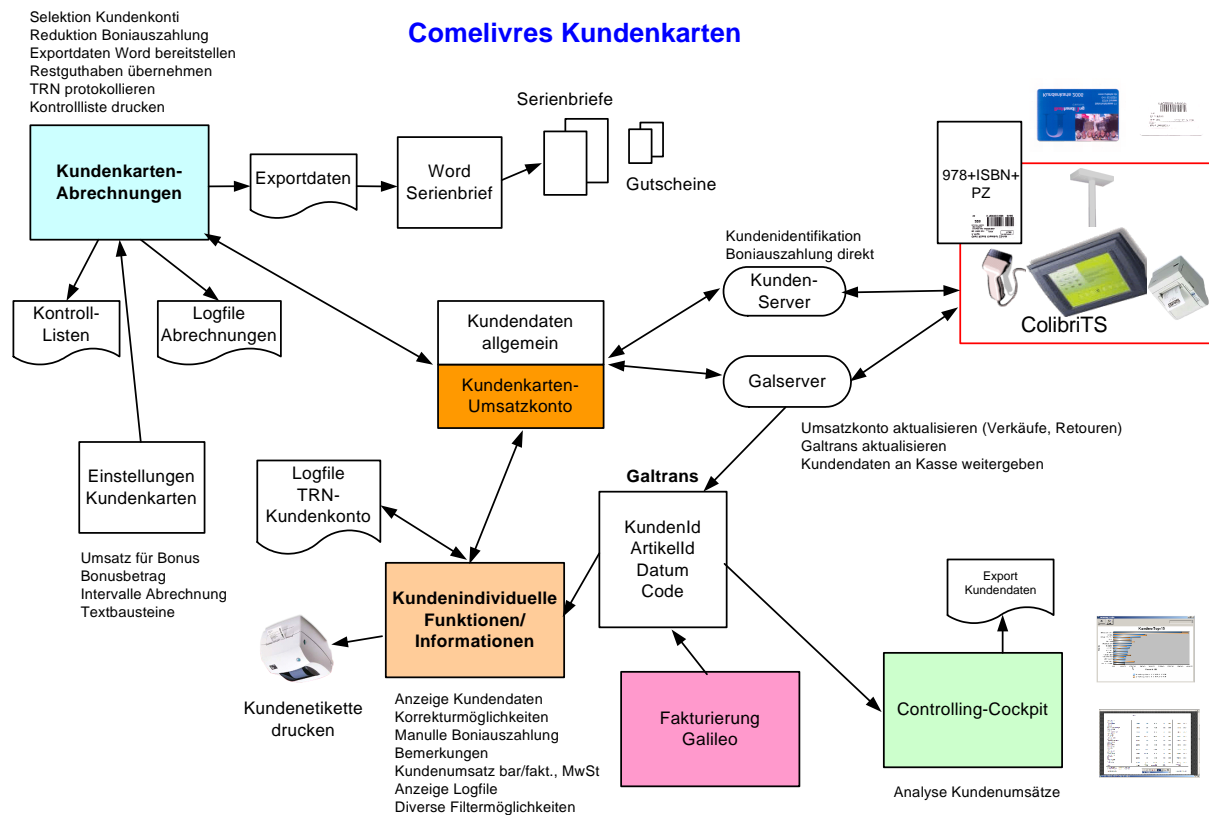 Comelivres Kundenkarten
Selektion Kundenkonti
Reduktion Boniauszahlung
Exportdaten Word bereitstellen
Restguthaben übernehmen
TRN protokollieren
Kontrollliste drucken
Kundenkarten-
Abrechnungen
Exportdaten
Word
Serienbrief
Serienbriefe
Gutscheine
978+ISBN+
PZ
Kundenidentifikation
Boniauszahlung direkt
Kunden-
Server
ColibriTS
Kontroll-
Listen
Logfile
Abrechnungen
Kundendaten
allgemein
Kundenkarten-
Umsatzkonto
Galserver
Umsatzkonto aktualisieren (Verkäufe, Retouren)
Galtrans aktualisieren
Kundendaten an Kasse weitergeben
Einstellungen
Kundenkarten
Umsatz für Bonus
Bonusbetrag
Intervalle Abrechnung
Textbausteine
Logfile
TRN-
Kundenkonto
Galtrans
KundenId
ArtikelId
Datum
Code
Kundenindividuelle
Funktionen/
Informationen
Kundenetikette
drucken
Anzeige Kundendaten
Korrekturmöglichkeiten
Manulle Boniauszahlung
Bemerkungen
Kundenumsatz bar/fakt., MwSt
Anzeige Logfile
Diverse Filtermöglichkeiten
Fakturierung
Galileo
Export
Kundendaten
Controlling-Cockpit
Analyse Kundenumsätze